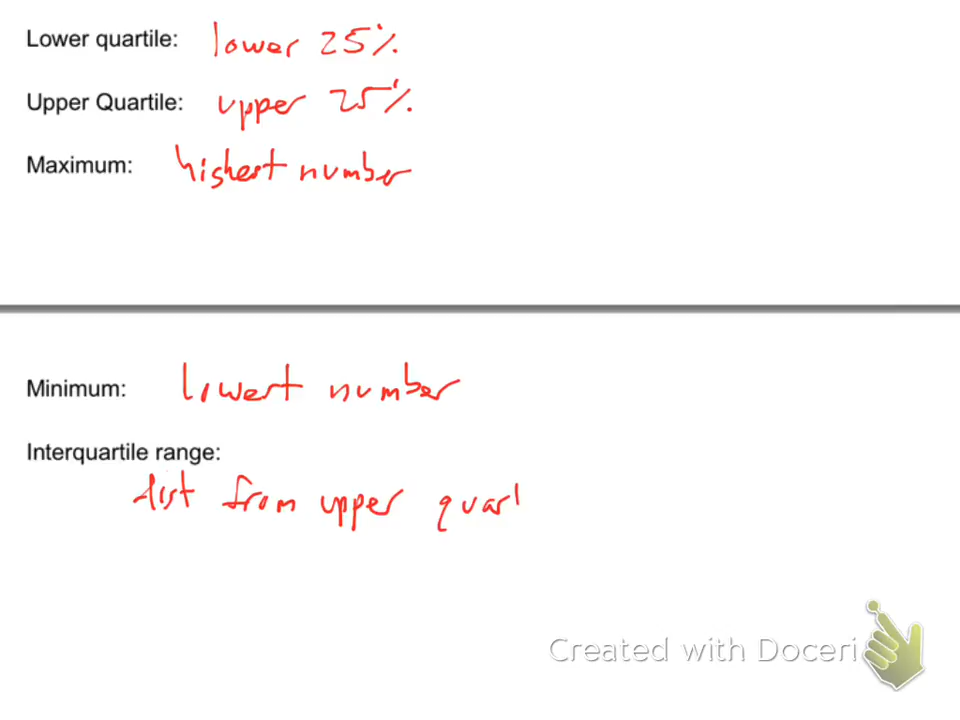 Lower quartile: lower 25%
Upper Quartile: upper 25%
Maximum: highest number
Minimum: lowest number
Interquartile range:
dist from upper quart
Created with Doceri